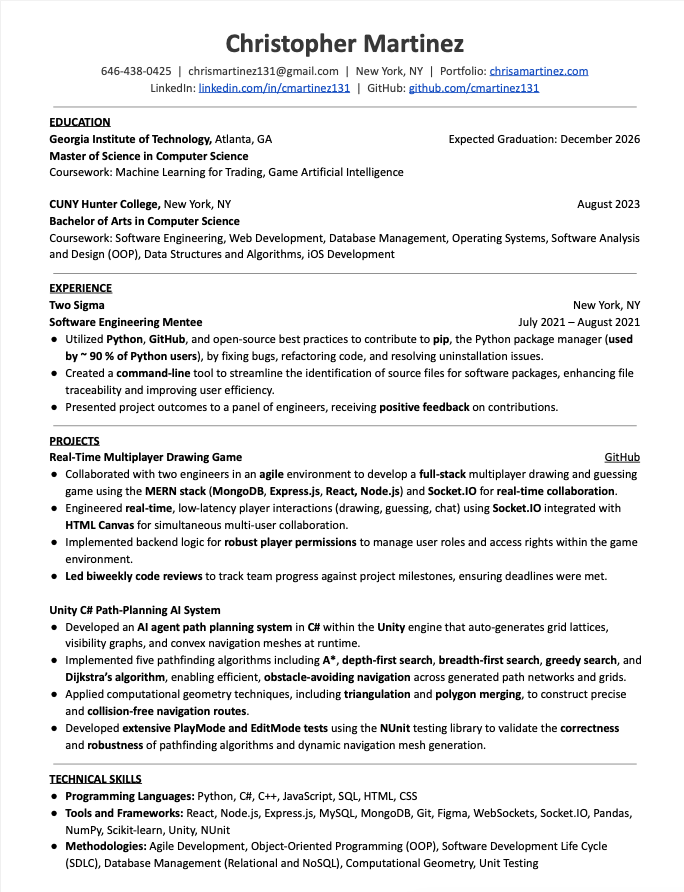 Christopher Martinez
646-438-0425 | chrismartinez131@gmail.com | New York, NY | Portfolio: chrisamartinez.com
LinkedIn: linkedin.com/in/cmartinez131 | GitHub: github.com/cmartinez131
EDUCATION
Georgia Institute of Technology, Atlanta, GA Expected Graduation: December 2026
Master of Science in Computer Science
Coursework: Machine Learning for Trading, Game Artificial Intelligence
CUNY Hunter College, New York, NY August 2023
Bachelor of Arts in Computer Science
Coursework: Software Engineering, Web Development, Database Management, Operating Systems, Software Analysis
and Design (OOP), Data Structures and Algorithms, iOS Development
EXPERIENCE
Two Sigma New York, NY
Software Engineering Mentee July 2021 – August 2021
● Utilized Python, GitHub, and open-source best practices to contribute to pip, the Python package manager (used
by ~ 90 % of Python users), by fixing bugs, refactoring code, and resolving uninstallation issues.
● Created a command-line tool to streamline the identification of source files for software packages, enhancing file
traceability and improving user efficiency.
● Presented project outcomes to a panel of engineers, receiving positive feedback on contributions.
PROJECTS
Real-Time Multiplayer Drawing Game GitHub
● Collaborated with two engineers in an agile environment to develop a full-stack multiplayer drawing and guessing
game using the MERN stack (MongoDB, Express.js, React, Node.js) and Socket.IO for real-time collaboration.
● Engineered real-time, low-latency player interactions (drawing, guessing, chat) using Socket.IO integrated with
HTML Canvas for simultaneous multi-user collaboration.
● Implemented backend logic for robust player permissions to manage user roles and access rights within the game
environment.
● Led biweekly code reviews to track team progress against project milestones, ensuring deadlines were met.
Unity C# Path-Planning AI System
● Developed an AI agent path planning system in C# within the Unity engine that auto-generates grid lattices,
visibility graphs, and convex navigation meshes at runtime.
● Implemented five pathfinding algorithms including A*, depth-first search, breadth-first search, greedy search, and
Dijkstra's algorithm, enabling efficient, obstacle-avoiding navigation across generated path networks and grids.
● Applied computational geometry techniques, including triangulation and polygon merging, to construct precise
and collision-free navigation routes.
● Developed extensive PlayMode and EditMode tests using the NUnit testing library to validate the correctness
and robustness of pathfinding algorithms and dynamic navigation mesh generation.
TECHNICAL SKILLS
● Programming Languages: Python, C#, C++, JavaScript, SQL, HTML, CSS
● Tools and Frameworks: React, Node.js, Express.js, MySQL, MongoDB, Git, Figma, WebSockets, Socket.IO, Pandas,
NumPy, Scikit-learn, Unity, NUnit
● Methodologies: Agile Development, Object-Oriented Programming (OOP), Software Development Life Cycle
(SDLC), Database Management (Relational and NoSQL), Computational Geometry, Unit Testing